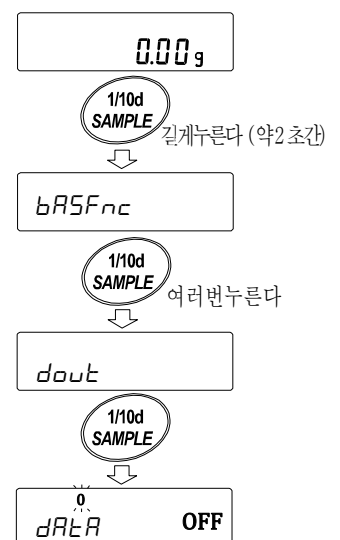 0.00 g
1/10d
SAMPLE
길게누른다 (약2 초간)
bASFnc
1/10d
SAMPLE
여러번누른다
dout
1/10d
SAMPLE
0
dAtA OFF